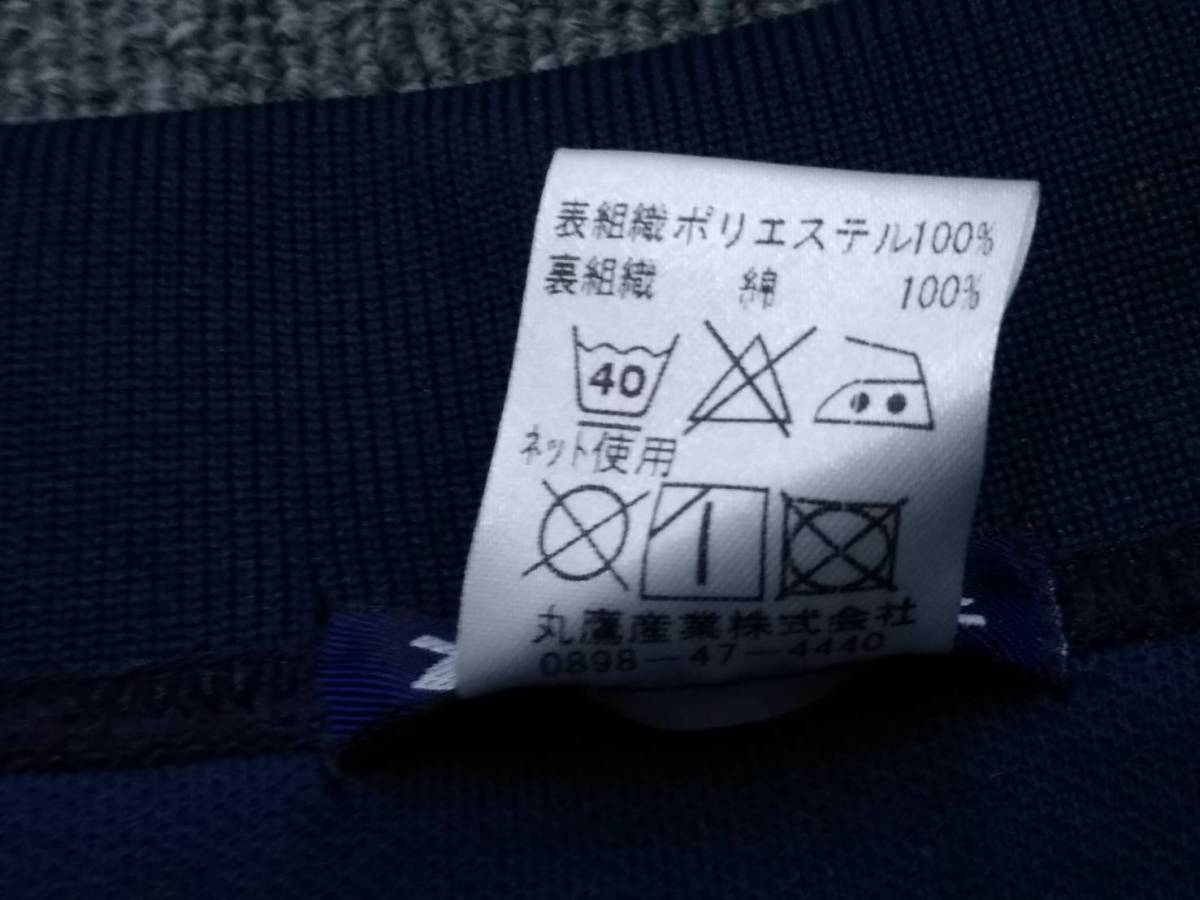 表組織ポリエステル100%
裏組織 綿 100%
40
ネット使用
丸鷹産業株式会社
0898-47-4440